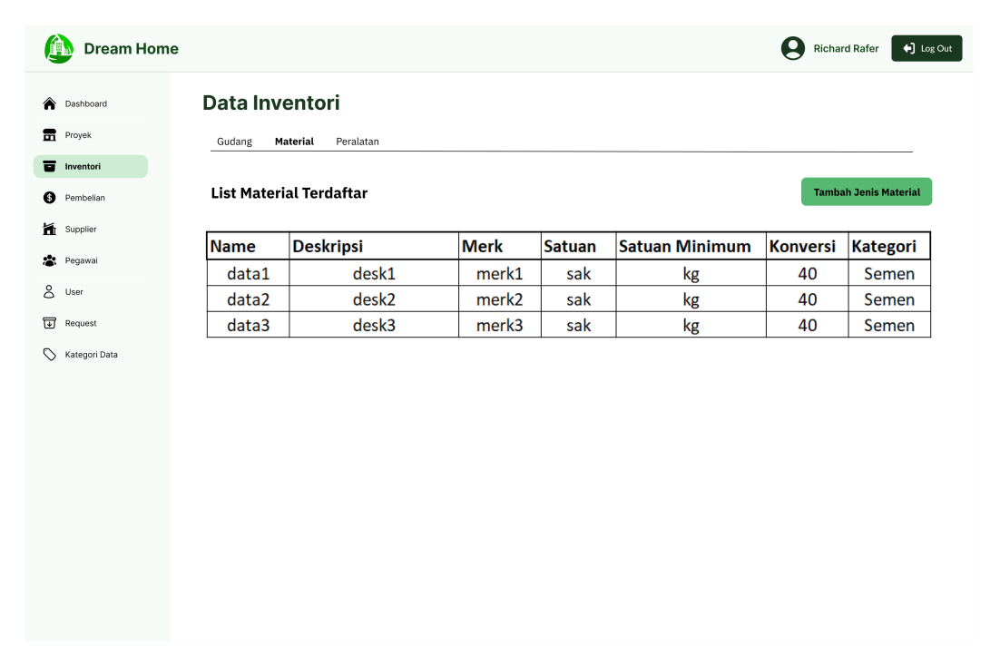 Dream Home
Richard Rafer
Log Out
Dashboard
Proyek
Inventori
Pembelian
Supplier
Pegawai
User
Request
Kategori Data
Data Inventori
Gudang Material Peralatan
List Material Terdaftar
Tambah Jenis Material
Name Deskripsi Merk Satuan Satuan Minimum Konversi Kategori
data1 desk1 merk1 sak kg 40 Semen
data2 desk2 merk2 sak kg 40 Semen
data3 desk3 merk3 sak kg 40 Semen